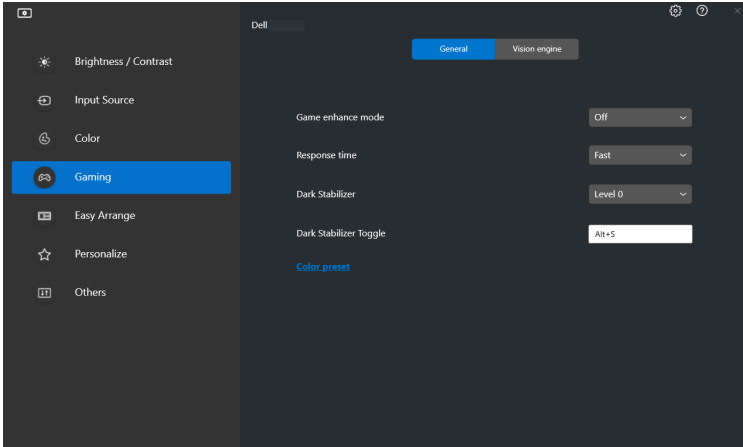 Dell
General
Vision engine
Brightness / Contrast
Input Source
Color
Gaming
Easy Arrange
Personalize
Others
Game enhance mode
Off
Response time
Fast
Dark Stabilizer
Level 0
Dark Stabilizer Toggle
Alt+S
Color preset